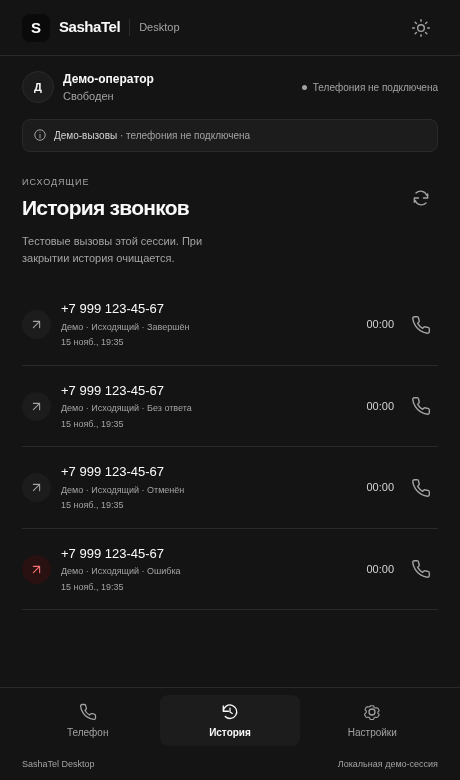 S SashaTel Desktop
Д Демо-оператор
Свободен
Телефония не подключена
Демо-вызовы · телефония не подключена
ИСХОДЯЩИЕ
История звонков
Тестовые вызовы этой сессии. При
закрытии история очищается.
+7 999 123-45-67
Демо · Исходящий · Завершён
15 нояб., 19:35
00:00
+7 999 123-45-67
Демо · Исходящий · Без ответа
15 нояб., 19:35
00:00
+7 999 123-45-67
Демо · Исходящий · Отменён
15 нояб., 19:35
00:00
+7 999 123-45-67
Демо · Исходящий · Ошибка
15 нояб., 19:35
00:00
Телефон
История
Настройки
SashaTel Desktop
Локальная демо-сессия